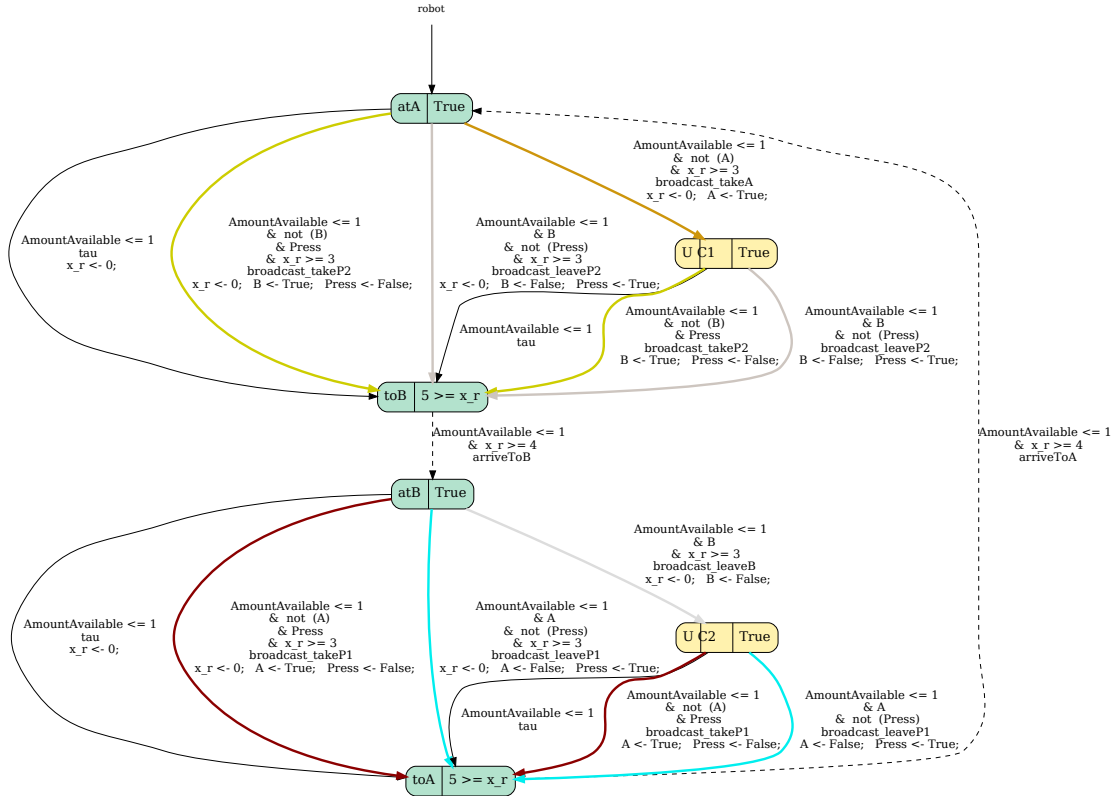 robot
atA True
AmountAvailable <= 1
& not (A)
& x_r >= 3
broadcast_takeA
x_r <- 0; A <- True;
AmountAvailable <= 1
tau
x_r <- 0;
AmountAvailable <= 1
& not (B)
& Press
& x_r >= 3
broadcast_takeP2
x_r <- 0; B <- True; Press <- False;
AmountAvailable <= 1
& B
& not (Press)
& x_r >= 3
broadcast_leaveP2
x_r <- 0; B <- False; Press <- True;
U C1 True
AmountAvailable <= 1
tau
AmountAvailable <= 1
& not (B)
& Press
broadcast_takeP2
B <- True; Press <- False;
AmountAvailable <= 1
& B
& not (Press)
broadcast_leaveP2
B <- False; Press <- True;
toB 5 >= x_r
AmountAvailable <= 1
& x_r >= 4
arriveToB
AmountAvailable <= 1
& x_r >= 4
arriveToA
atB True
AmountAvailable <= 1
& B
& x_r >= 3
broadcast_leaveB
x_r <- 0; B <- False;
AmountAvailable <= 1
tau
x_r <- 0;
AmountAvailable <= 1
& not (A)
& Press
& x_r >= 3
broadcast_takeP1
x_r <- 0; A <- True; Press <- False;
AmountAvailable <= 1
& A
& not (Press)
& x_r >= 3
broadcast_leaveP1
x_r <- 0; A <- False; Press <- True;
U C2 True
AmountAvailable <= 1
tau
AmountAvailable <= 1
& not (A)
& Press
broadcast_takeP1
A <- True; Press <- False;
AmountAvailable <= 1
& A
& not (Press)
broadcast_leaveP1
A <- False; Press <- True;
toA 5 >= x_r